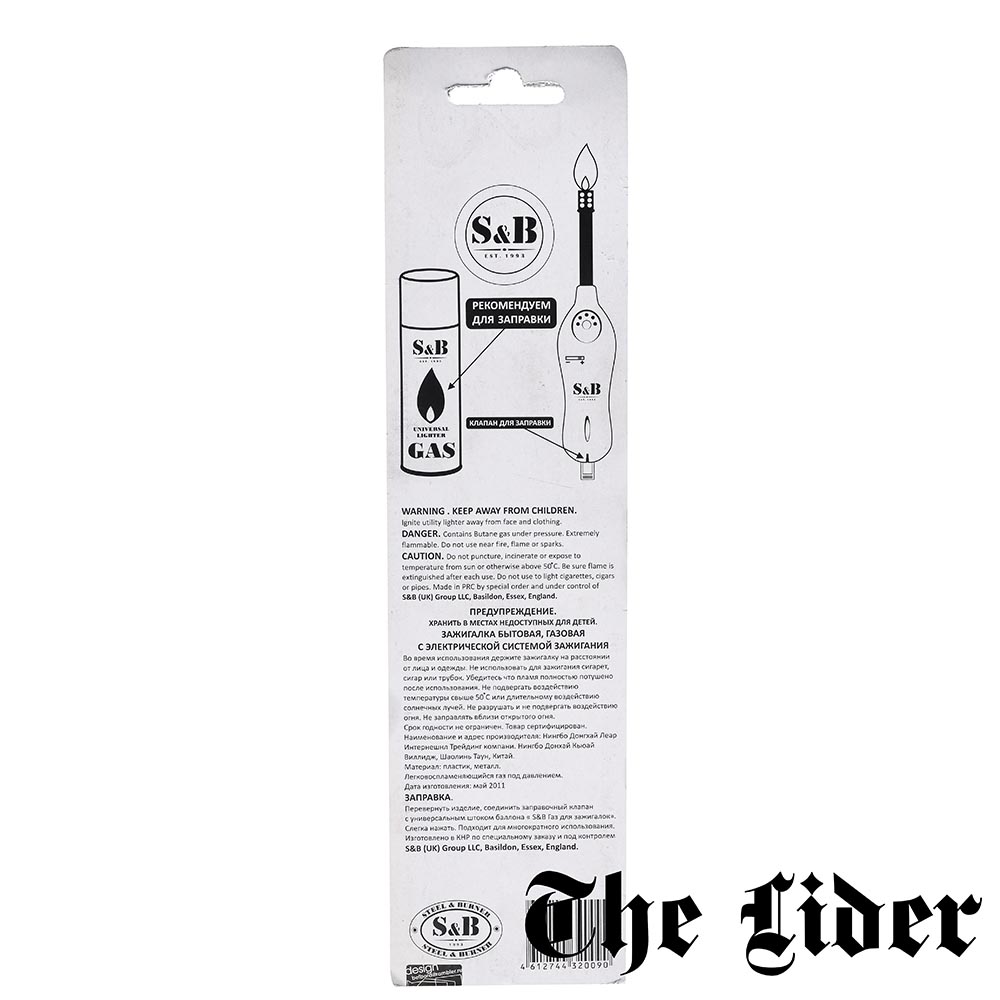 S&B
EST. 1993
РЕКОМЕНДУЕМ
ДЛЯ ЗАПРАВКИ
S&B
EST. 1993
UNIVERSAL
LIGHTER
GAS
S&B
EST. 1993
КЛАПАН ДЛЯ ЗАПРАВКИ
WARNING . KEEP AWAY FROM CHILDREN.
Ignite utility lighter away from face and clothing.
DANGER. Contains Butane gas under pressure. Extremely
flammable. Do not use near fire, flame or sparks.
CAUTION. Do not puncture, incinerate or expose to
temperature from sun or otherwise above 50°C. Be sure flame is
extinguished after each use. Do not use to light cigarettes, cigars
or pipes. Made in PRC by special order and under control of
S&B (UK) Group LLC, Basildon, Essex, England.
ПРЕДУПРЕЖДЕНИЕ.
ХРАНИТЬ В МЕСТАХ НЕДОСТУПНЫХ ДЛЯ ДЕТЕЙ.
ЗАЖИГАЛКА БЫТОВАЯ, ГАЗОВАЯ
С ЭЛЕКТРИЧЕСКОЙ СИСТЕМОЙ ЗАЖИГАНИЯ
Во время использования держите зажигалку на расстоянии
от лица и одежды. Не использовать для зажигания сигарет,
сигар или трубок. Убедитесь что пламя полностью потушено
после использования. Не подвергать воздействию
температуры свыше 50°С или длительному воздействию
солнечных лучей. Не разрушать и не подвергать воздействию
огня. Не заправлять вблизи открытого огня.
Срок годности не ограничен. Товар сертифицирован.
Наименование и адрес производителя: Нингбо Донгхай Леар
Интернешнл Трейдинг компани. Нингбо Донхай Кьюай
Виллидж, Шаолинь Таун, Китай.
Материал: пластик, металл.
Легковоспламеняющийся газ под давлением.
Дата изготовления: май 2011
ЗАПРАВКА.
Перевернуть изделие, соединить заправочный клапан
с универсальным штоком баллона « S&B Газ для зажигалок».
Слегка нажать. Подходит для многократного использования.
Изготовлено в КНР по специальному заказу и под контролем
S&B (UK) Group LLC, Basildon, Essex, England.
STEEL & BURNER
S&B
1993
STEEL & BURNER
design
4 612744 320090
The Lider